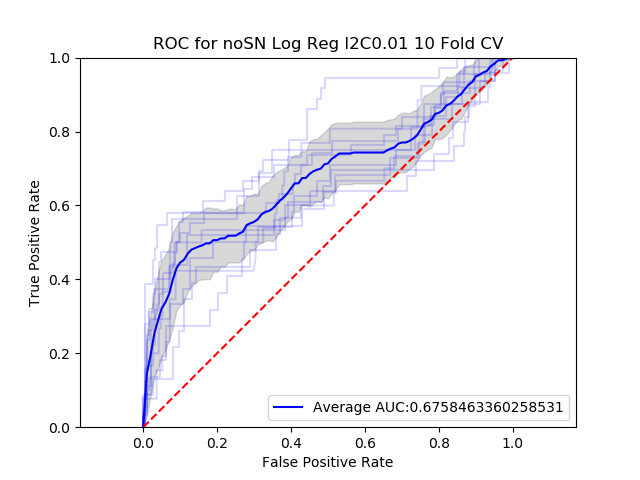 ROC for noSN Log Reg l2C0.01 10 Fold CV
1.0
0.8
0.6
0.4
0.2
0.0
True Positive Rate
Average AUC:0.6758463360258531
0.0 0.2 0.4 0.6 0.8 1.0
False Positive Rate